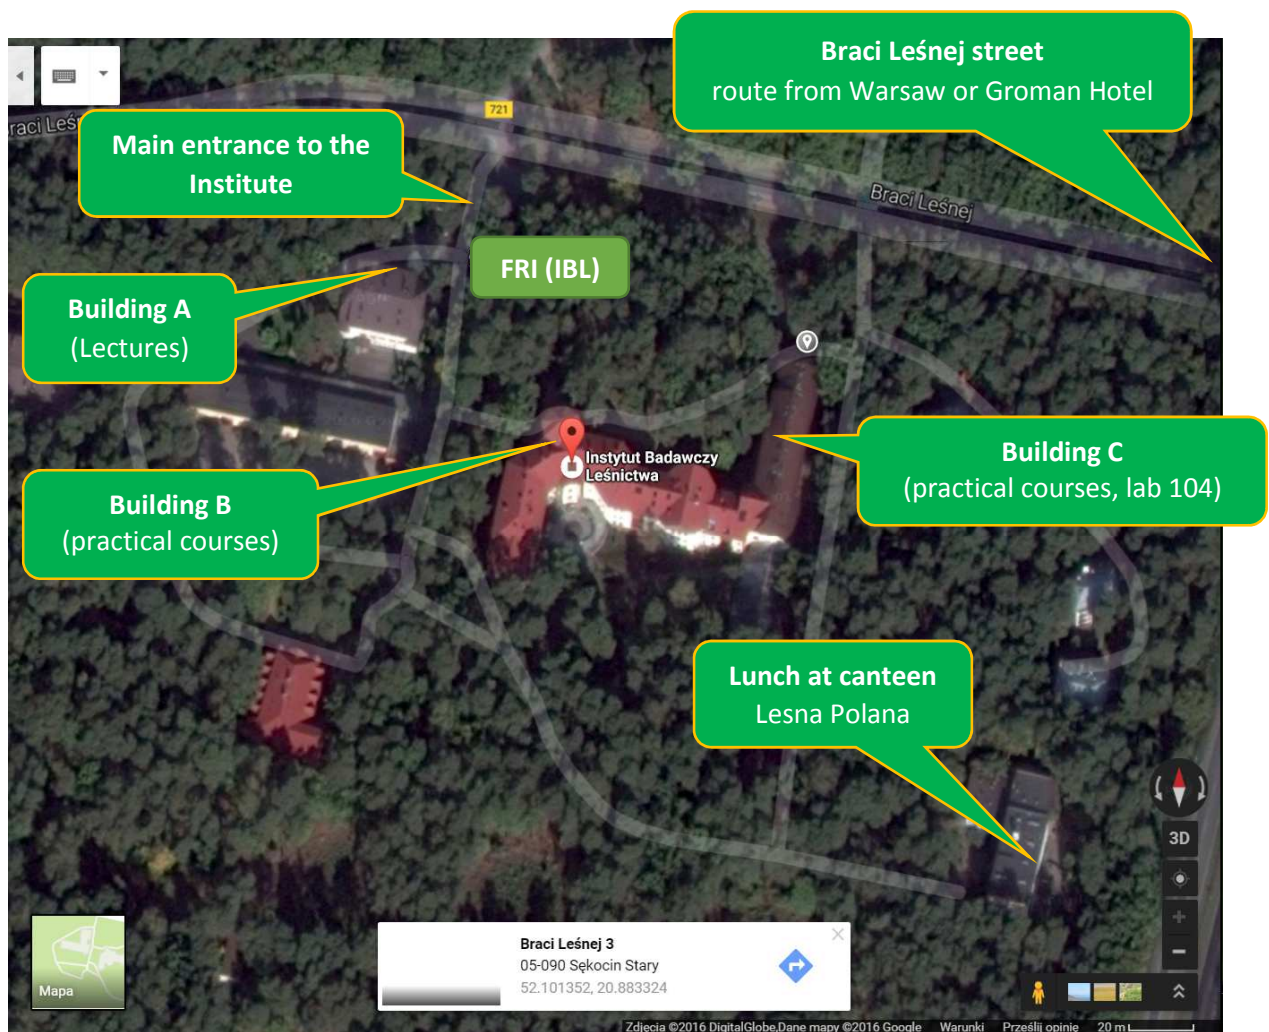 Braci Leśnej street
route from Warsaw or Groman Hotel
721
raci Leś
Main entrance to the
Institute
Braci Leśnej
FRI (IBL)
Building A
(Lectures)
Instytut Badawczy
Leśnictwa
Building C
(practical courses, lab 104)
Building B
(practical courses)
Lunch at canteen
Lesna Polana
3D
Braci Leśnej 3
05-090 Sękocin Stary
52.101352, 20.883324
Mapa
Zdjęcia ©2016 DigitalGlobe,Dane mapy ©2016 Google Warunki Prześlij opinię 20 m